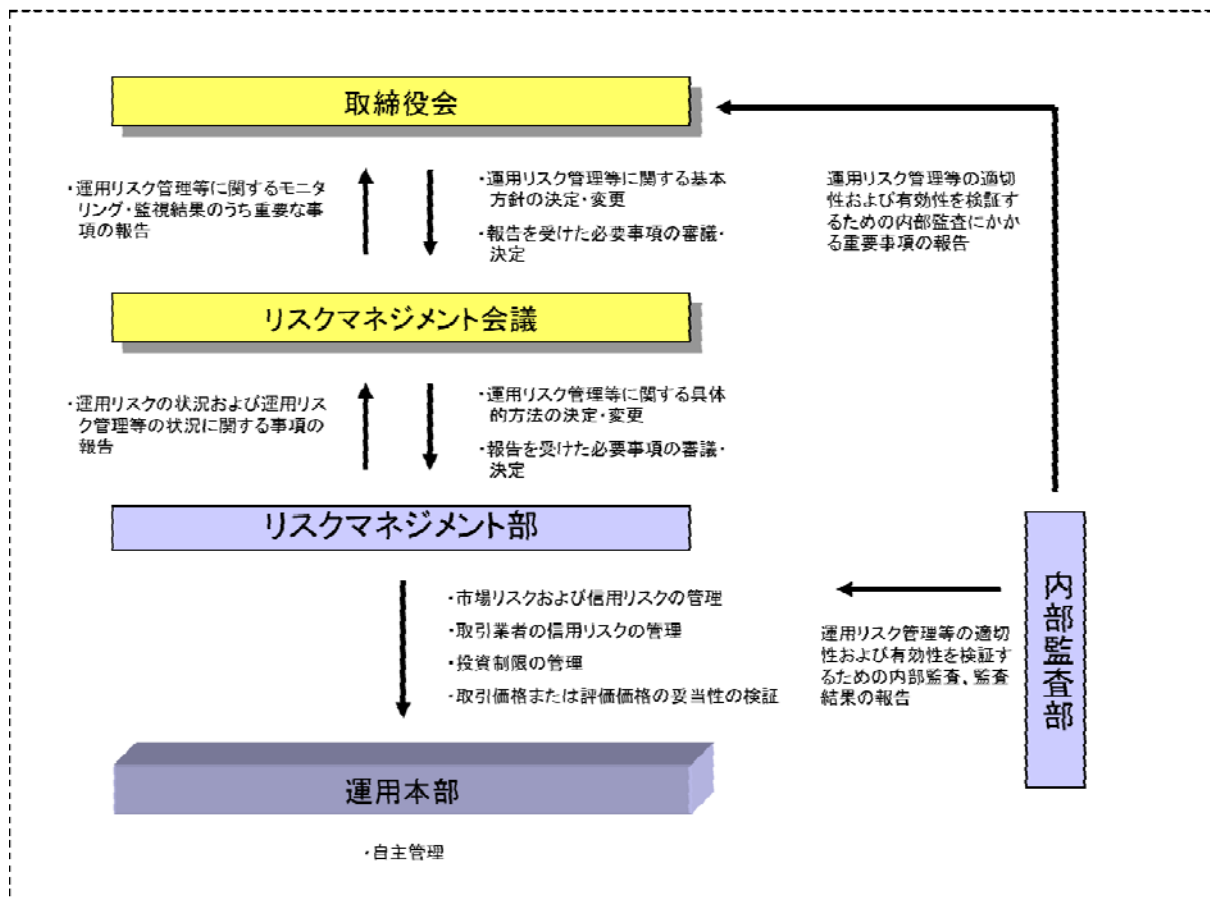 取締役会
・運用リスク管理等に関するモニ
タリング・監視結果のうち重要な事
項の報告
・運用リスク管理等に関する基本
方針の決定・変更
・報告を受けた必要事項の審議・
決定
運用リスク管理等の適切
性および有効性を検証す
るための内部監査にかか
る重要事項の報告
リスクマネジメント会議
・運用リスクの状況および運用リス
ク管理等の状況に関する事項の
報告
・運用リスク管理等に関する具体
的方法の決定・変更
・報告を受けた必要事項の審議・
決定
リスクマネジメント部
・市場リスクおよび信用リスクの管理
・取引業者の信用リスクの管理
・投資制限の管理
・取引価格または評価価格の妥当性の検証
運用リスク管理等の適切
性および有効性を検証す
るための内部監査、監査
結果の報告
内部監査部
運用本部
・自主管理